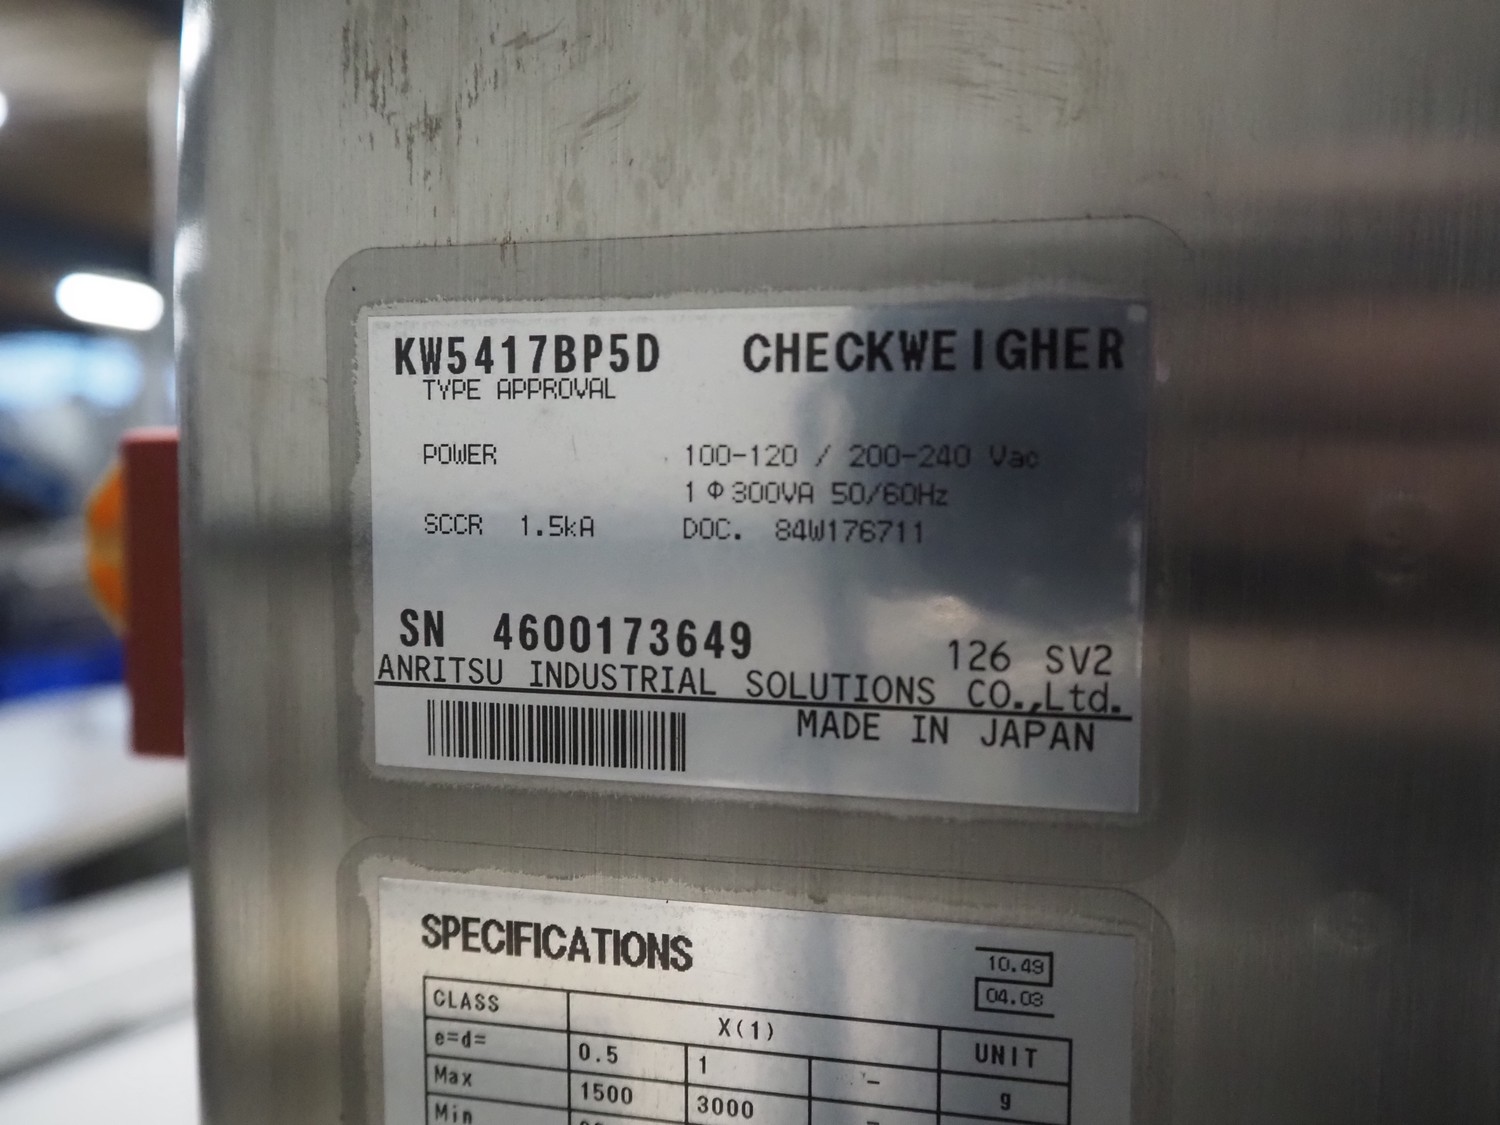 KW5417BP5D CHECKWEIGHER
TYPE APPROVAL
POWER 100-120 / 200-240 Vac
1 Φ 300VA 50/60Hz
SCCR 1.5kA DOC. 84W176711
SN 4600173649 126 SV2
ANRITSU INDUSTRIAL SOLUTIONS CO.,Ltd.
MADE IN JAPAN
SPECIFICATIONS
10.49
04.03
CLASS X(1) UNIT
e=d= 0.5 1 - g
Max 1500 3000
Min